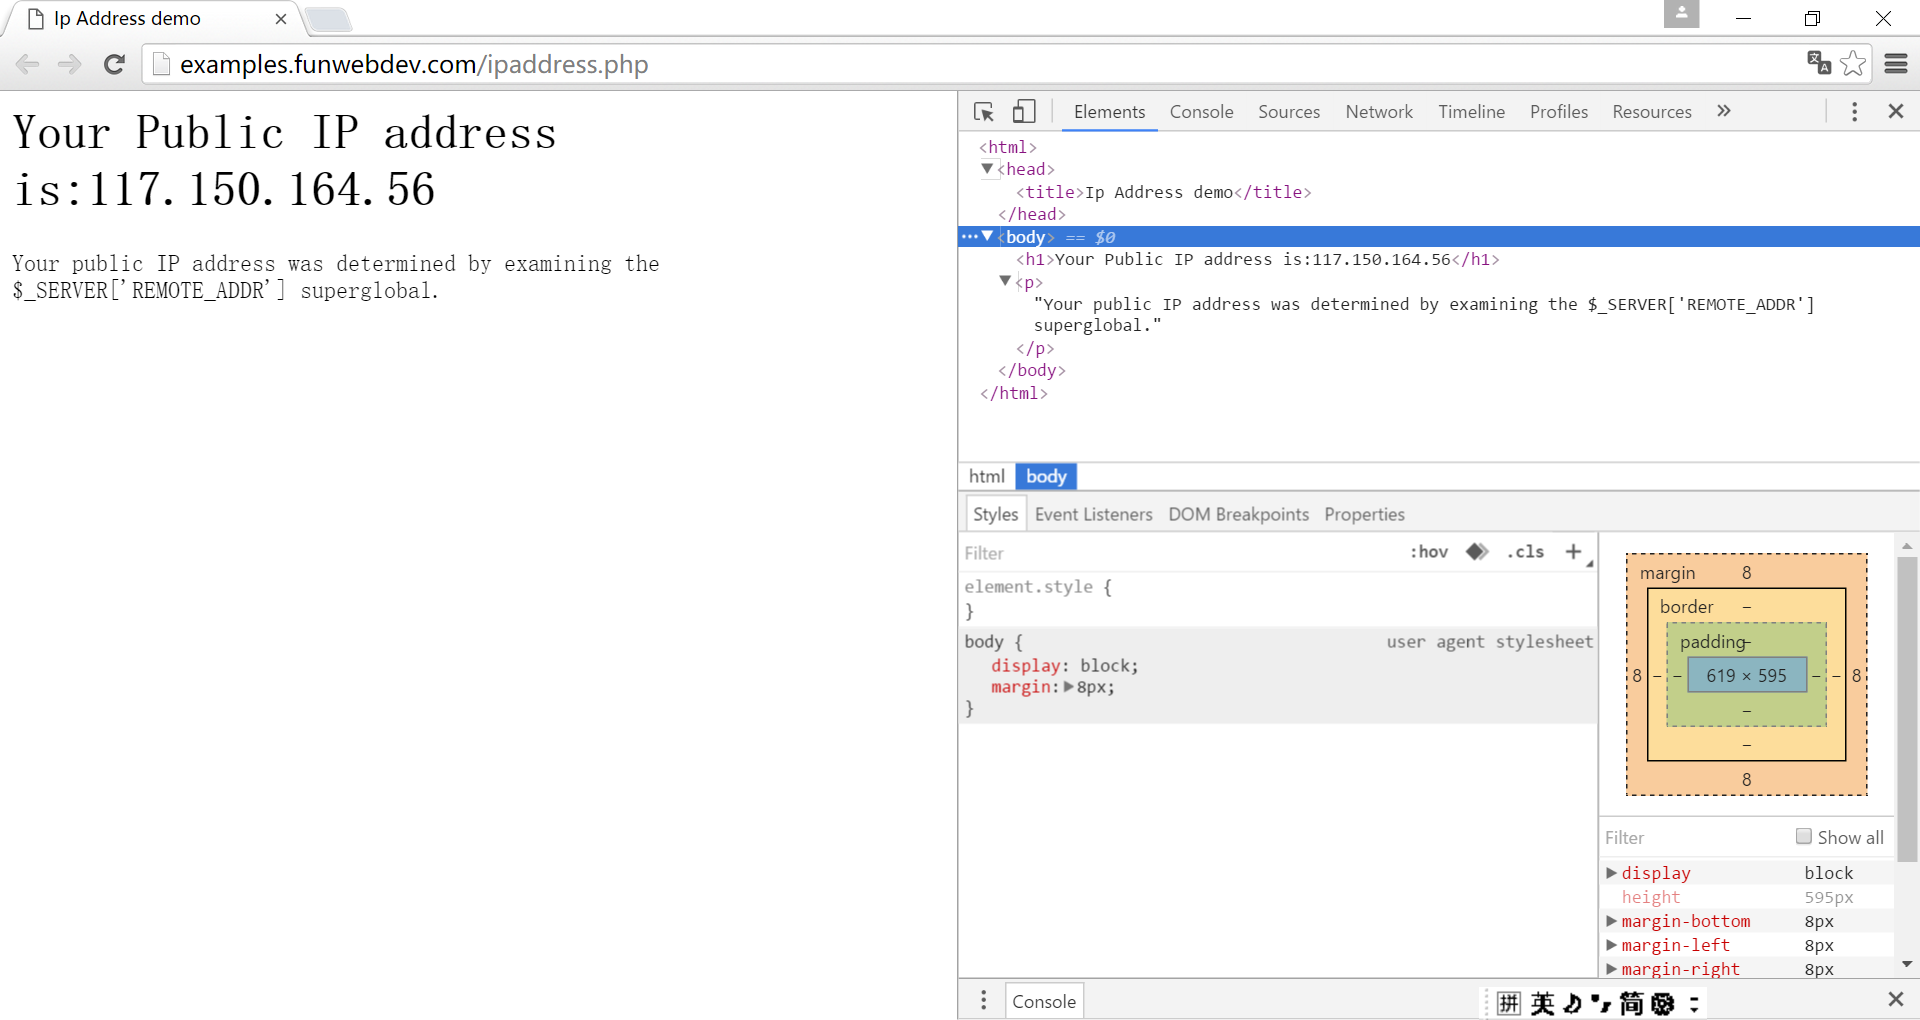 Ip Address demo
examples.funwebdev.com/ipaddress.php
Your Public IP address
is:117.150.164.56
Your public IP address was determined by examining the
$_SERVER['REMOTE_ADDR'] superglobal.
Elements Console Sources Network Timeline Profiles Resources »
<html>
▼<head>
<title>Ip Address demo</title>
</head>
…▼<body> == $0
<h1>Your Public IP address is:117.150.164.56</h1>
▼<p>
"Your public IP address was determined by examining the $_SERVER['REMOTE_ADDR']
superglobal."
</p>
</body>
</html>
html body
Styles Event Listeners DOM Breakpoints Properties
Filter :hov .cls +
element.style {
}
body { user agent stylesheet
display: block;
margin:▶8px;
}
margin 8
border –
padding–
8 – – 619 × 595 – – 8
–
–
8
Filter Show all
▶display block
height 595px
▶margin-bottom 8px
▶margin-left 8px
▶margin-right 8px
Console
拼 英 简